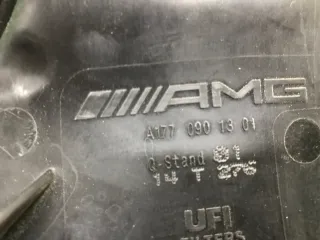 AMG
A177 090 13 01
Q-Stand 01
14 T 276
UFI
FILTERS